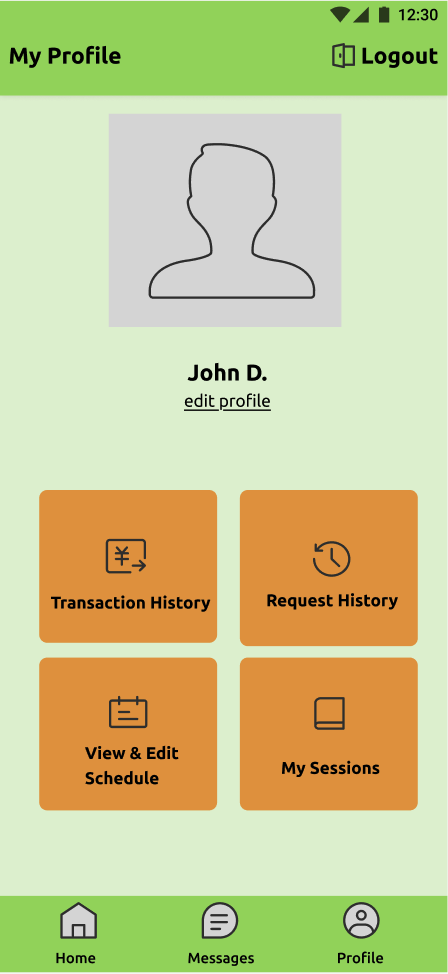 12:30
My Profile
Logout
John D.
edit profile
¥
Transaction History
Request History
View & Edit
Schedule
My Sessions
Home
Messages
Profile